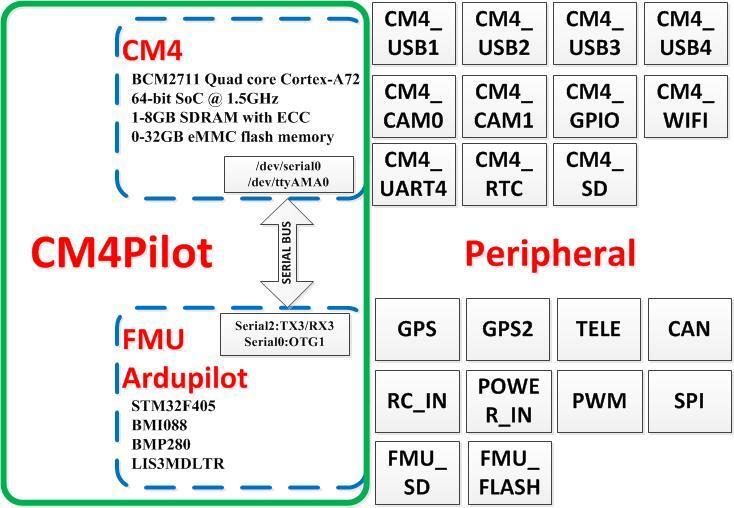 CM4
BCM2711 Quad core Cortex-A72
64-bit SoC @ 1.5GHz
1-8GB SDRAM with ECC
0-32GB eMMC flash memory
/dev/serial0
/dev/ttyAMA0
CM4Pilot
SERIAL BUS
Serial2:TX3/RX3
Serial0:OTG1
FMU
Ardupilot
STM32F405
BMI088
BMP280
LIS3MDLTR
CM4_
USB1
CM4_
USB2
CM4_
USB3
CM4_
USB4
CM4_
CAM0
CM4_
CAM1
CM4_
GPIO
CM4_
WIFI
CM4_
UART4
CM4_
RTC
CM4_
SD
Peripheral
GPS
GPS2
TELE
CAN
RC_IN
POWE
R_IN
PWM
SPI
FMU_
SD
FMU_
FLASH